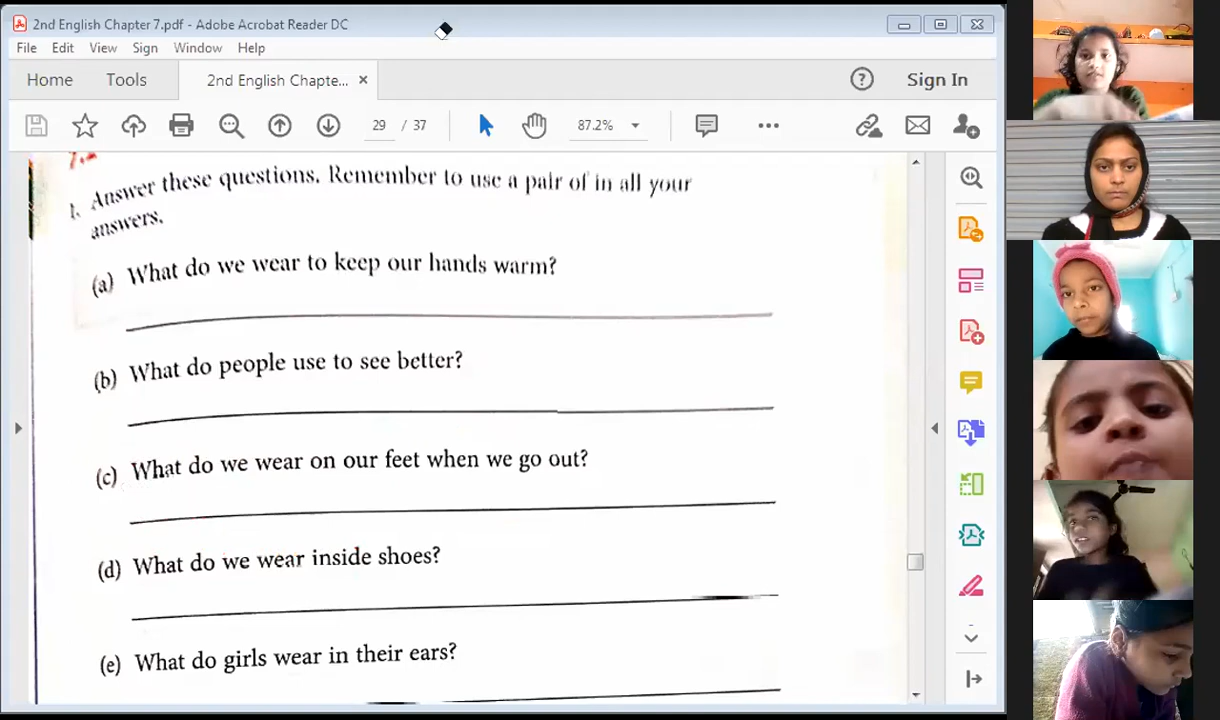 2nd English Chapter 7.pdf - Adobe Acrobat Reader DC
File Edit View Sign Window Help
Home Tools 2nd English Chapte... × Sign In
29 / 37 87.2%
1. Answer these questions. Remember to use a pair of in all your
answers.
(a) What do we wear to keep our hands warm?
(b) What do people use to see better?
(c) What do we wear on our feet when we go out?
(d) What do we wear inside shoes?
(e) What do girls wear in their ears?